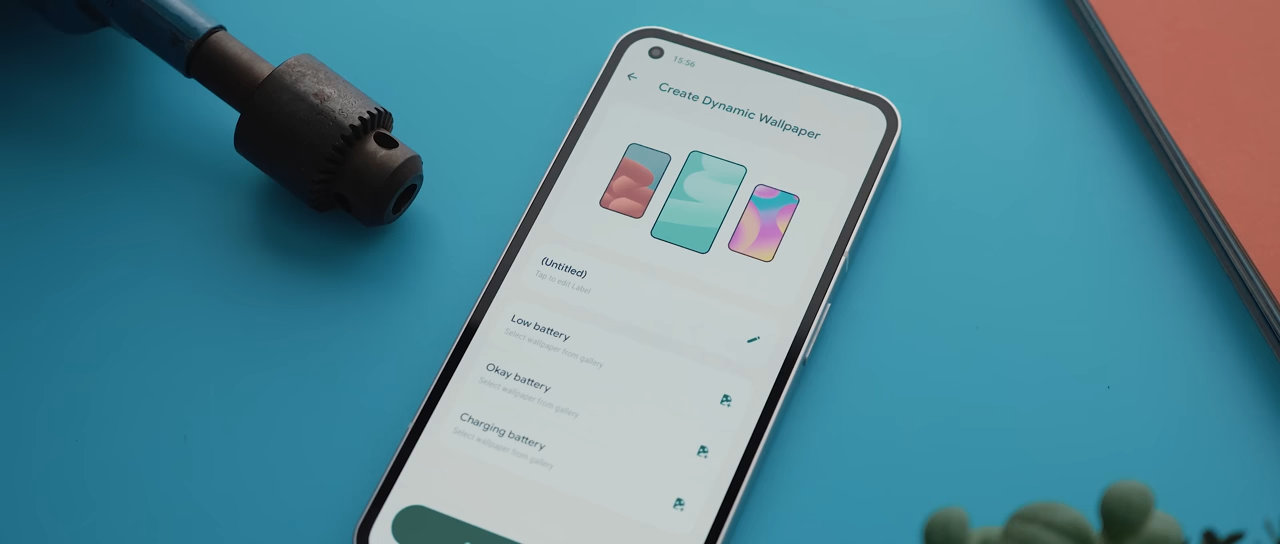 15:56
Create Dynamic Wallpaper
(Untitled)
Tap to edit Label
Low battery
Select wallpaper from gallery
Okay battery
Select wallpaper from gallery
Charging battery
Select wallpaper from gallery